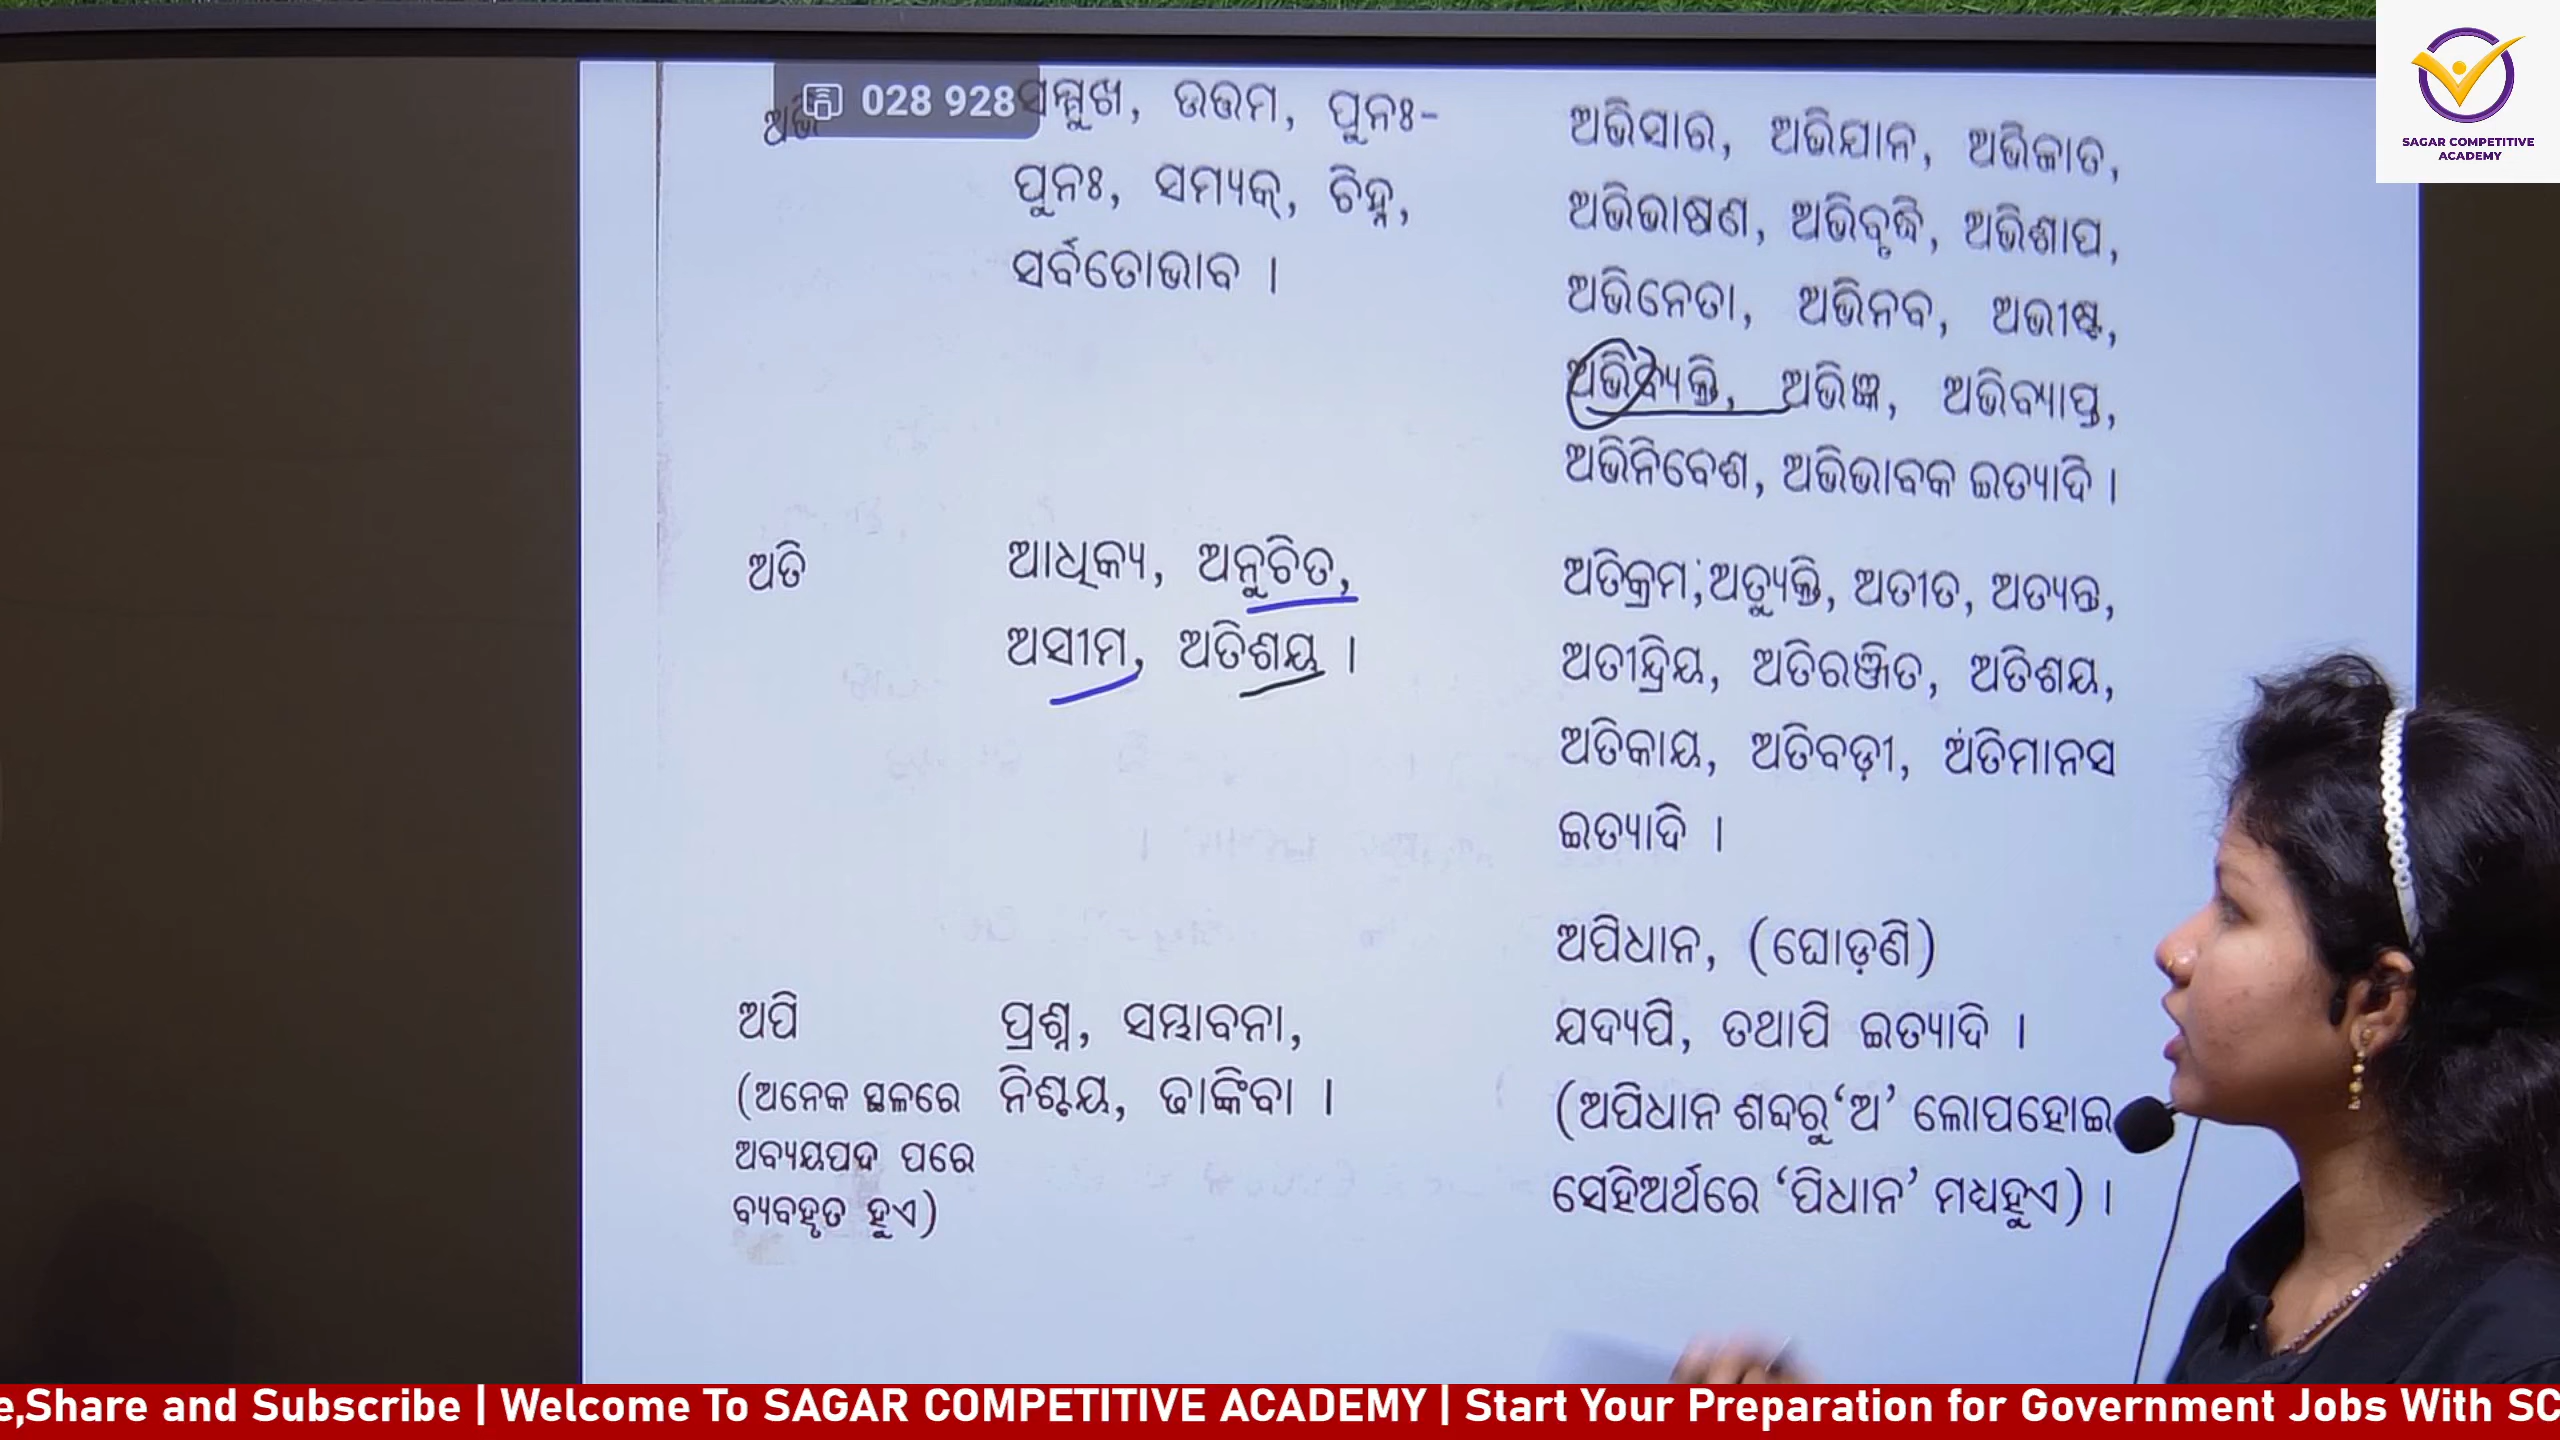 SAGAR COMPETITIVE
ACADEMY
028 928
ଅଭି
ସମ୍ମୁଖ, ଉତ୍ତମ, ପୁନଃ-
ପୁନଃ, ସମ୍ୟକ୍, ଚିହ୍ନ,
ସର୍ବତୋଭାବ ।
ଅଭିସାର, ଅଭିଯାନ, ଅଭିଜାତ,
ଅଭିଭାଷଣ, ଅଭିବୃଦ୍ଧି, ଅଭିଶାପ,
ଅଭିନେତା, ଅଭିନବ, ଅଭୀଷ୍ଟ,
ଅଭିବ୍ୟକ୍ତି, ଅଭିଜ୍ଞ, ଅଭିବ୍ୟାପ୍ତ,
ଅଭିନିବେଶ, ଅଭିଭାବକ ଇତ୍ୟାଦି ।
ଅତି
ଆଧିକ୍ୟ, ଅନୁଚିତ,
ଅସୀମ, ଅତିଶୟ ।
ଅତିକ୍ରମ, ଅତ୍ୟୁକ୍ତି, ଅତୀତ, ଅତ୍ୟନ୍ତ,
ଅତୀନ୍ଦ୍ରିୟ, ଅତିରଞ୍ଜିତ, ଅତିଶୟ,
ଅତିକାୟ, ଅତିବଡ଼ୀ, ଅତିମାନସ
ଇତ୍ୟାଦି ।
ଅପି
(ଅନେକ ସ୍ଥଳରେ
ଅବ୍ୟୟପଦ ପରେ
ବ୍ୟବହୃତ ହୁଏ)
ପ୍ରଶ୍ନ, ସମ୍ଭାବନା,
ନିଶ୍ଚୟ, ଢାଙ୍କିବା ।
ଅପିଧାନ, (ଘୋଡ଼ଣି)
ଯଦ୍ୟପି, ତଥାପି ଇତ୍ୟାଦି ।
(ଅପିଧାନ ଶବ୍ଦରୁ ‘ଅ’ ଲୋପହୋଇ
ସେହିଅର୍ଥରେ ‘ପିଧାନ’ ମଧ୍ୟହୁଏ) ।
e,Share and Subscribe | Welcome To SAGAR COMPETITIVE ACADEMY | Start Your Preparation for Government Jobs With SC